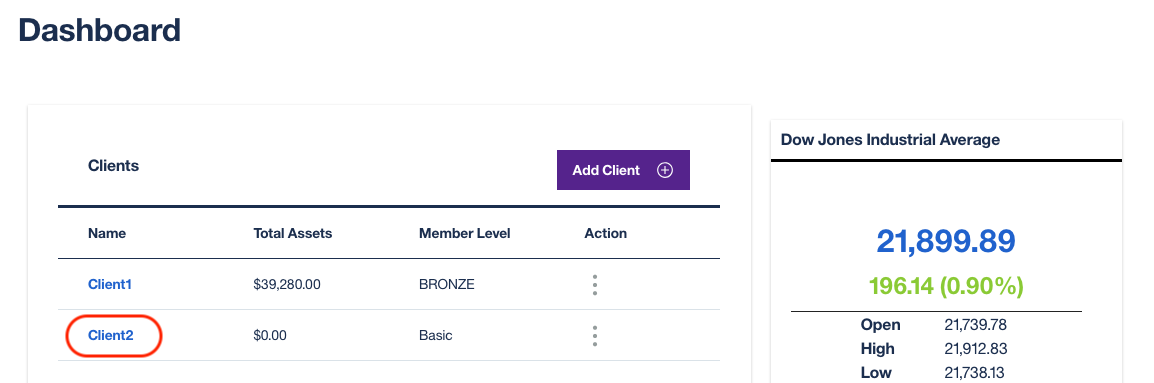 Dashboard
Clients
Add Client
Name Total Assets Member Level Action
Client1 $39,280.00 BRONZE
Client2 $0.00 Basic
Dow Jones Industrial Average
21,899.89
196.14 (0.90%)
Open 21,739.78
High 21,912.83
Low 21,738.13